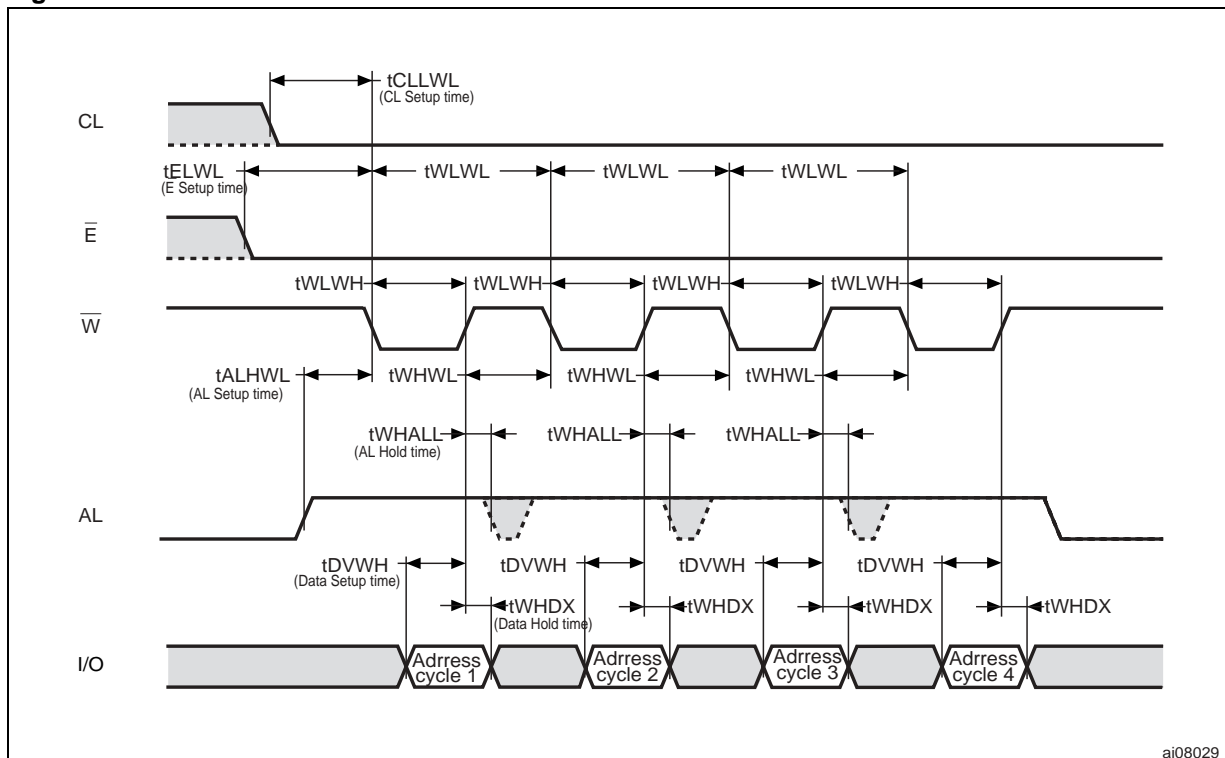 tCLLWL
(CL Setup time)
CL
tELWL
(E Setup time)
tWLWL
tWLWL
tWLWL
E
tWLWH
tWLWH
tWLWH
tWLWH
W
tALHWL
(AL Setup time)
tWHWL
tWHWL
tWHWL
tWHALL
(AL Hold time)
tWHALL
tWHALL
AL
tDVWH
(Data Setup time)
tDVWH
tDVWH
tDVWH
tWHDX
(Data Hold time)
tWHDX
tWHDX
tWHDX
I/O
Adrress
cycle 1
Adrress
cycle 2
Adrress
cycle 3
Adrress
cycle 4
ai08029